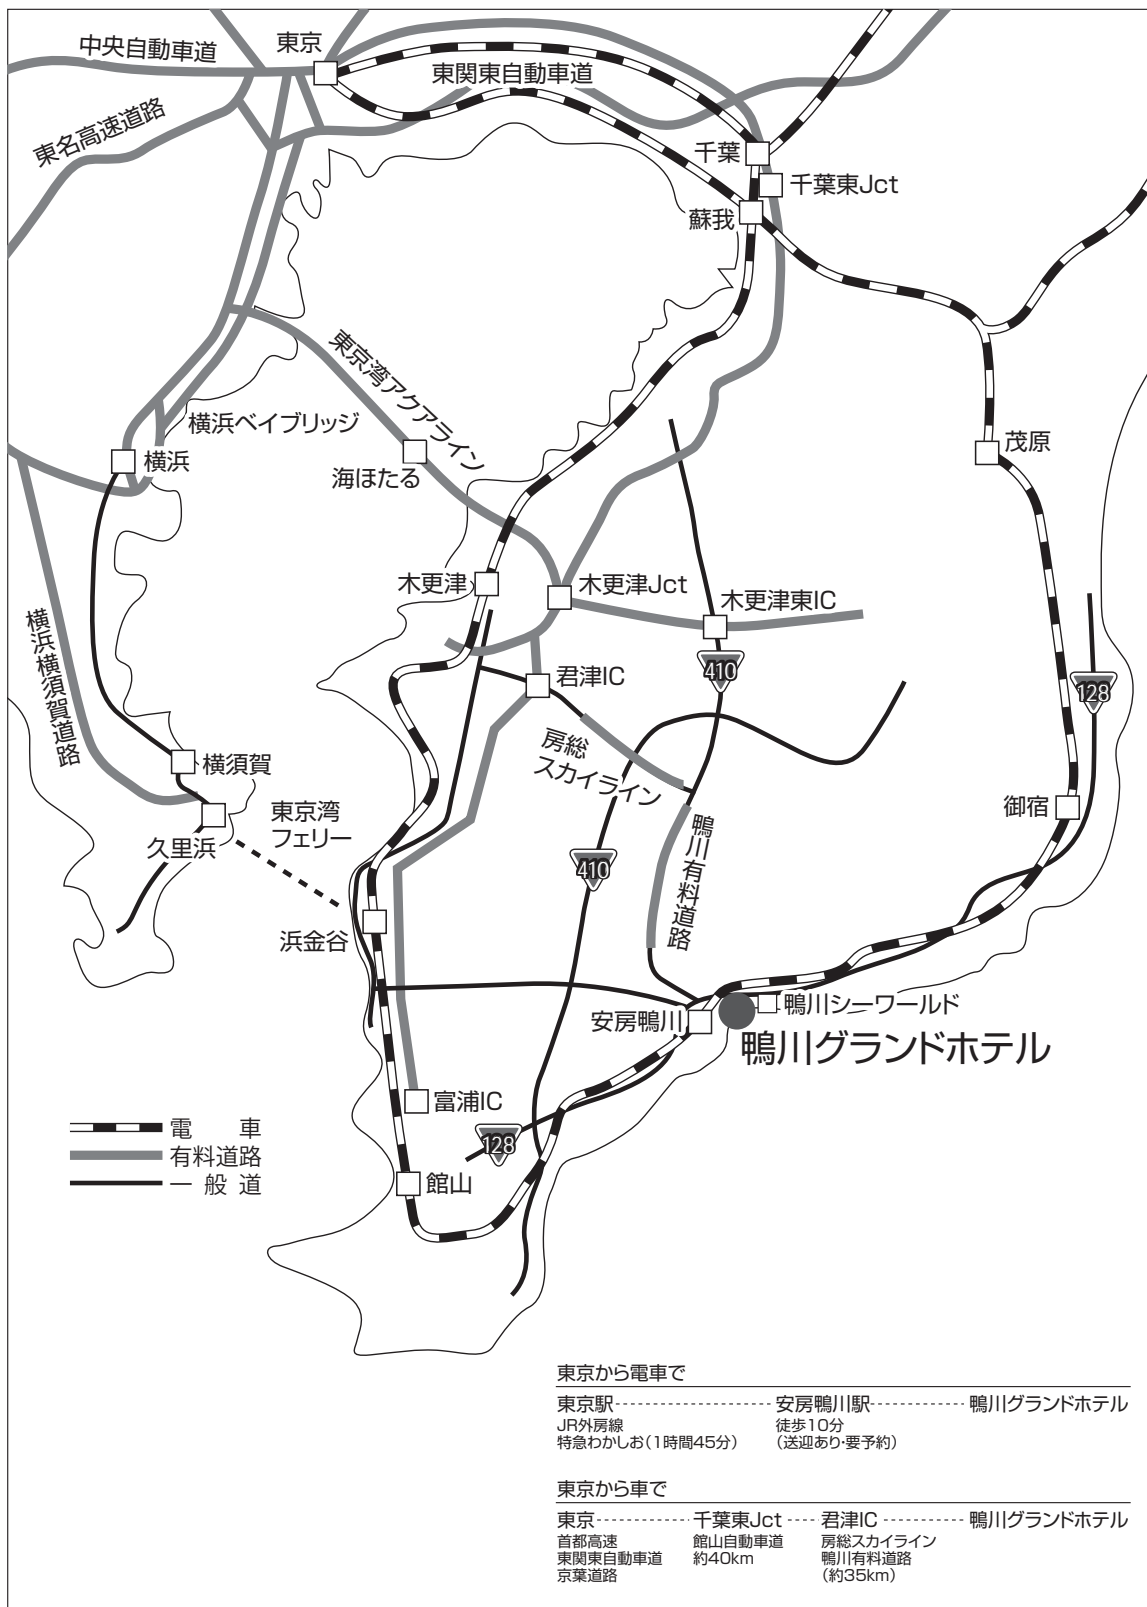 東京
中央自動車道
東関東自動車道
東名高速道路
千葉
千葉東Jct
蘇我
東京湾アクアライン
横浜ベイブリッジ
横浜
海ほたる
茂原
木更津
木更津Jct
木更津東IC
横浜横須賀道路
君津IC
410
128
房総
スカイライン
横須賀
東京湾
フェリー
久里浜
御宿
鴨川有料道路
410
浜金谷
鴨川シーワールド
安房鴨川
鴨川グランドホテル
富浦IC
128
館山
電 車
有料道路
一 般 道
東京から電車で
東京駅 安房鴨川駅 鴨川グランドホテル
JR外房線 徒歩10分
特急わかしお(1時間45分) (送迎あり・要予約)
東京から車で
東京 千葉東Jct 君津IC 鴨川グランドホテル
首都高速 館山自動車道 房総スカイライン
東関東自動車道 約40km 鴨川有料道路
京葉道路 (約35km)